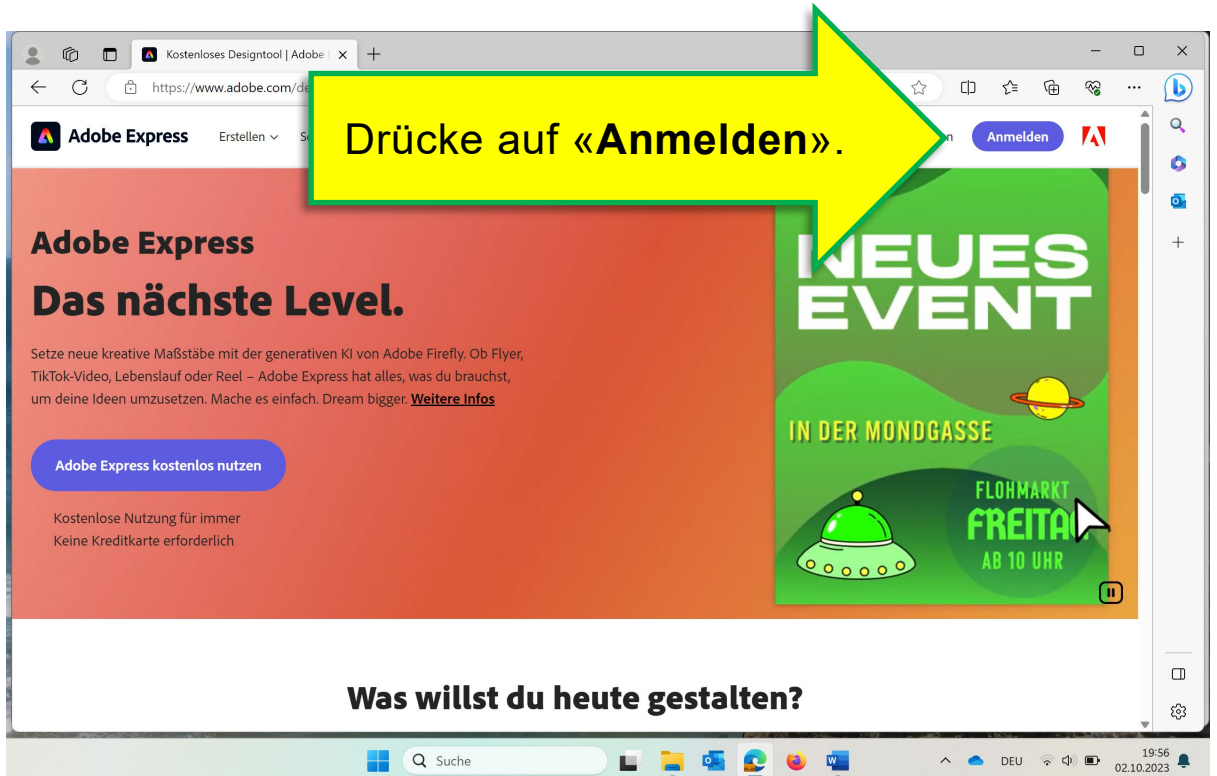 Kostenloses Designtool | Adobe
https://www.adobe.com/de
Adobe Express
Erstellen
Anmelden
Drücke auf «Anmelden».
Adobe Express
Das nächste Level.
Setze neue kreative Maßstäbe mit der generativen KI von Adobe Firefly. Ob Flyer,
TikTok-Video, Lebenslauf oder Reel – Adobe Express hat alles, was du brauchst,
um deine Ideen umzusetzen. Mache es einfach. Dream bigger. Weitere Infos
Adobe Express kostenlos nutzen
Kostenlose Nutzung für immer
Keine Kreditkarte erforderlich
NEUES
EVENT
IN DER MONDGASSE
FLOHMARKT
FREITAG
AB 10 UHR
Was willst du heute gestalten?
Suche
DEU
19:56
02.10.2023